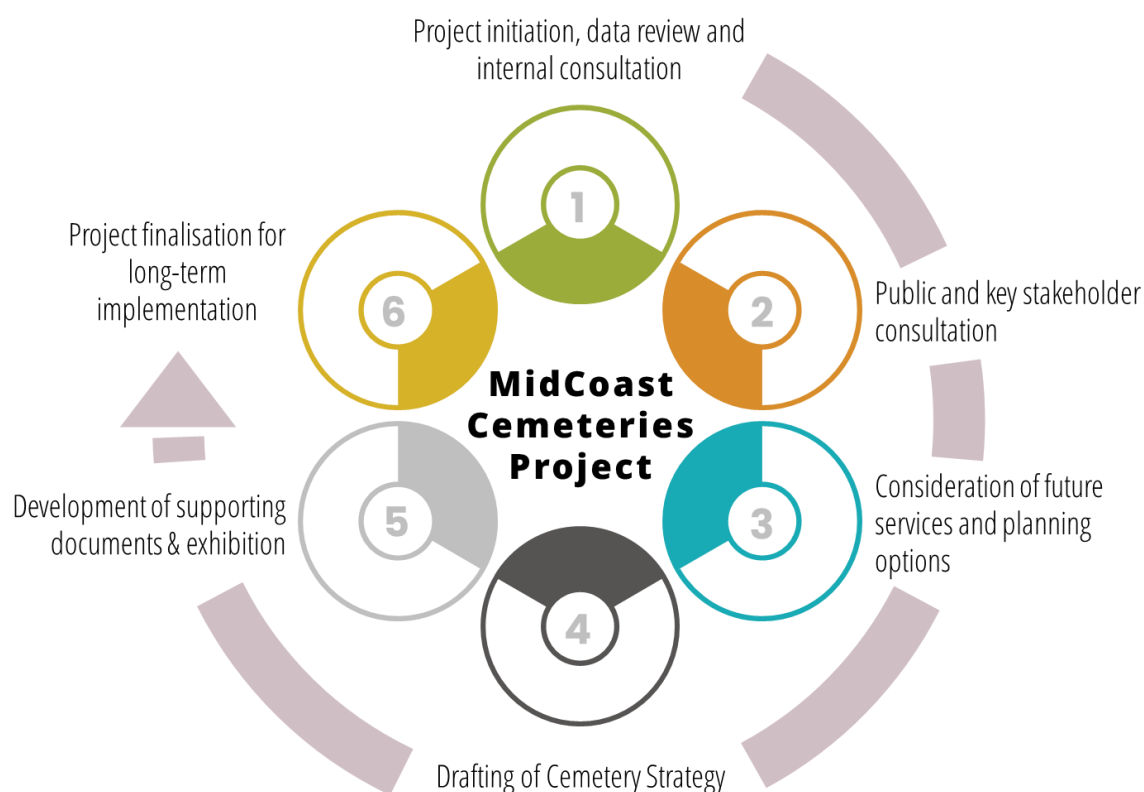 Project initiation, data review and
internal consultation
1
2
Public and key stakeholder
consultation
3
Consideration of future
services and planning
options
4
Drafting of Cemetery Strategy
5
Development of supporting
documents & exhibition
6
Project finalisation for
long-term
implementation
MidCoast
Cemeteries
Project